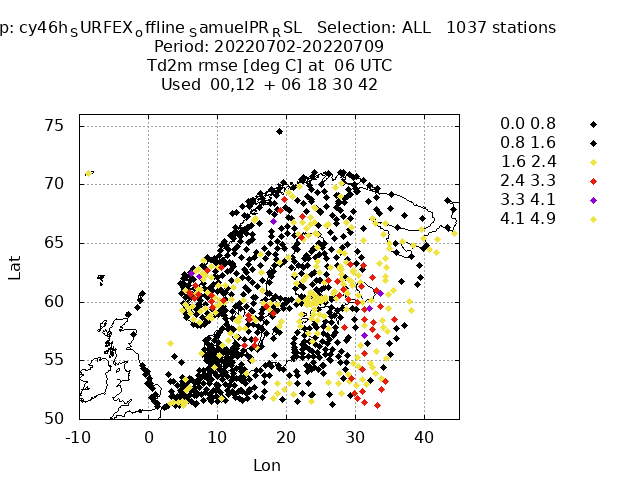 p: cy46hSURFEXoffline SamuelPRRSL Selection: ALL 1037 stations
Period: 20220702-20220709
Td2m rmse [deg C] at 06 UTC
Used 00,12 + 06 18 30 42
75
70
65
60
55
50
Lat
-10 0 10 20 30 40
Lon
0.0 0.8
0.8 1.6
1.6 2.4
2.4 3.3
3.3 4.1
4.1 4.9